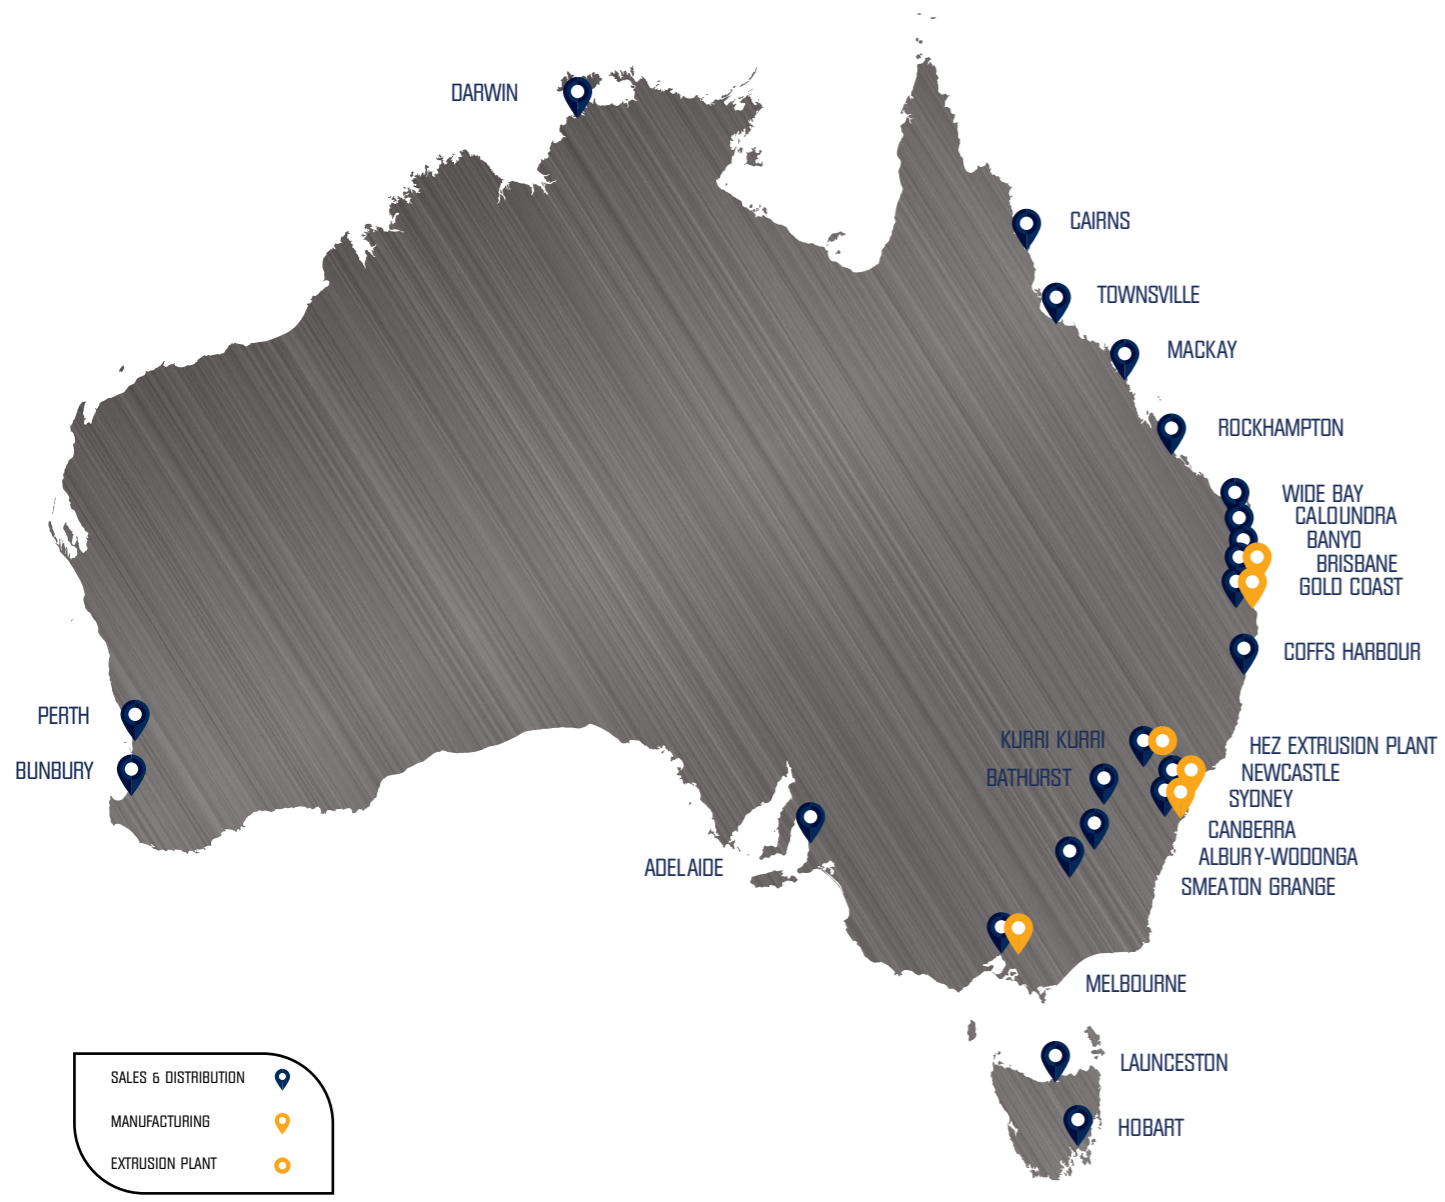 DARWIN
CAIRNS
TOWNSVILLE
MACKAY
ROCKHAMPTON
WIDE BAY
CALOUNDRA
BANYO
BRISBANE
GOLD COAST
COFFS HARBOUR
PERTH
BUNBURY
KURRI KURRI
HEZ EXTRUSION PLANT
BATHURST
NEWCASTLE
SYDNEY
CANBERRA
ALBURY-WODONGA
ADELAIDE
SMEATON GRANGE
MELBOURNE
LAUNCESTON
HOBART
SALES & DISTRIBUTION
MANUFACTURING
EXTRUSION PLANT